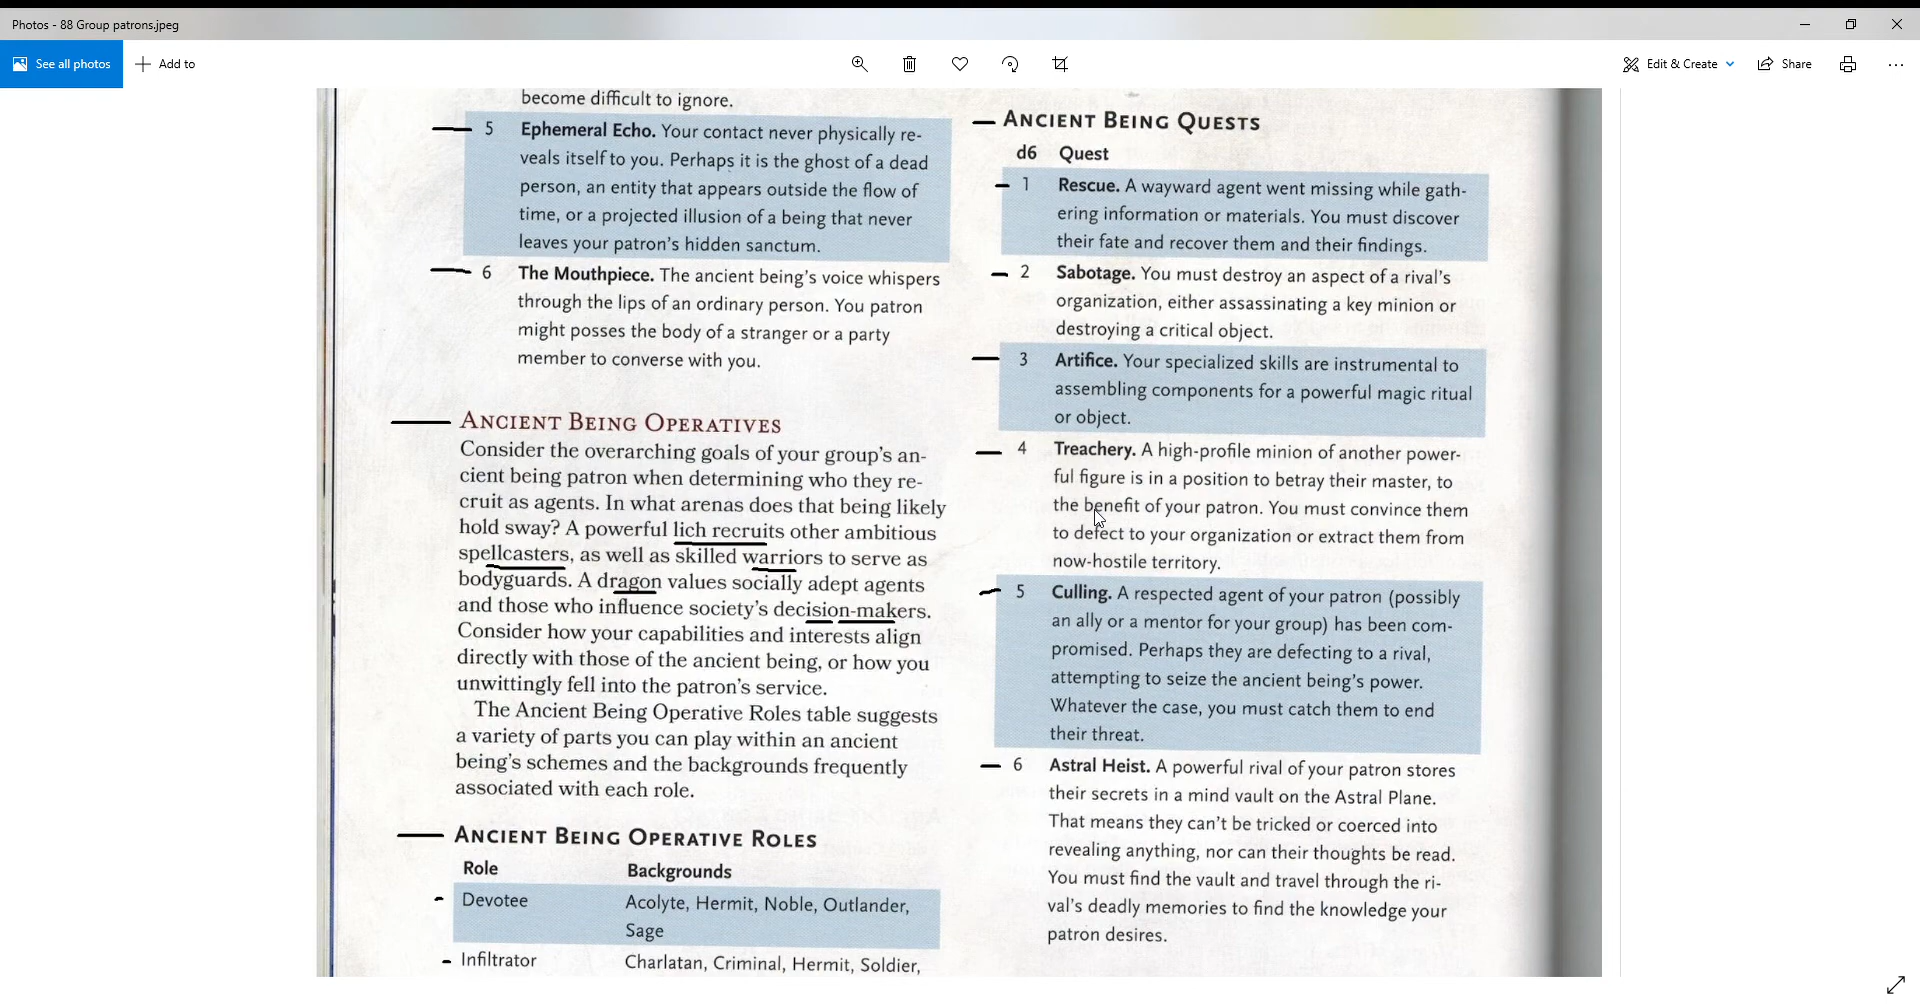 Photos - 88 Group patrons.jpeg
See all photos
Add to
Edit & Create
Share
become difficult to ignore.
5 Ephemeral Echo. Your contact never physically re-
veals itself to you. Perhaps it is the ghost of a dead
person, an entity that appears outside the flow of
time, or a projected illusion of a being that never
leaves your patron's hidden sanctum.
6 The Mouthpiece. The ancient being's voice whispers
through the lips of an ordinary person. You patron
might posses the body of a stranger or a party
member to converse with you.
ANCIENT BEING OPERATIVES
Consider the overarching goals of your group's an-
cient being patron when determining who they re-
cruit as agents. In what arenas does that being likely
hold sway? A powerful lich recruits other ambitious
spellcasters, as well as skilled warriors to serve as
bodyguards. A dragon values socially adept agents
and those who influence society's decision-makers.
Consider how your capabilities and interests align
directly with those of the ancient being, or how you
unwittingly fell into the patron's service.
The Ancient Being Operative Roles table suggests
a variety of parts you can play within an ancient
being's schemes and the backgrounds frequently
associated with each role.
ANCIENT BEING OPERATIVE ROLES
Role Backgrounds
Devotee Acolyte, Hermit, Noble, Outlander,
Sage
Infiltrator Charlatan, Criminal, Hermit, Soldier,
ANCIENT BEING QUESTS
d6 Quest
1 Rescue. A wayward agent went missing while gath-
ering information or materials. You must discover
their fate and recover them and their findings.
2 Sabotage. You must destroy an aspect of a rival's
organization, either assassinating a key minion or
destroying a critical object.
3 Artifice. Your specialized skills are instrumental to
assembling components for a powerful magic ritual
or object.
4 Treachery. A high-profile minion of another power-
ful figure is in a position to betray their master, to
the benefit of your patron. You must convince them
to defect to your organization or extract them from
now-hostile territory.
5 Culling. A respected agent of your patron (possibly
an ally or a mentor for your group) has been com-
promised. Perhaps they are defecting to a rival,
attempting to seize the ancient being's power.
Whatever the case, you must catch them to end
their threat.
6 Astral Heist. A powerful rival of your patron stores
their secrets in a mind vault on the Astral Plane.
That means they can't be tricked or coerced into
revealing anything, nor can their thoughts be read.
You must find the vault and travel through the ri-
val's deadly memories to find the knowledge your
patron desires.